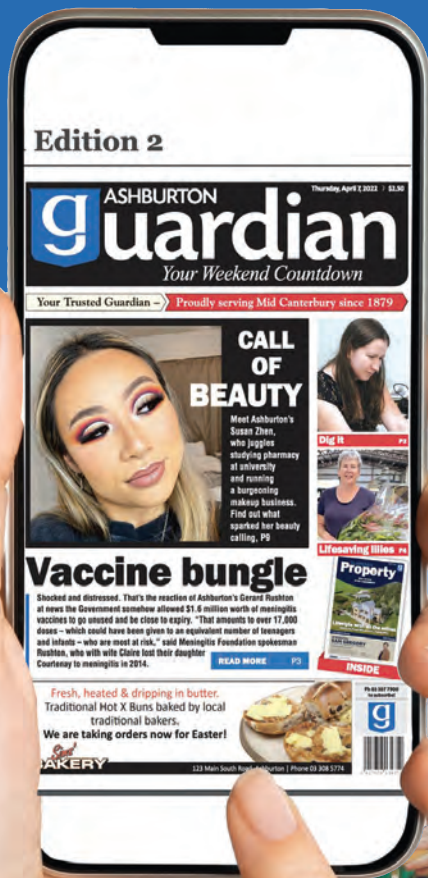 Edition 2
Thursday, April 7, 2022 | $2.50
ASHBURTON
guardian
Your Weekend Countdown
Your Trusted Guardian –
Proudly serving Mid Canterbury since 1879
CALL
OF
BEAUTY
Meet Ashburton's
Susan Zhen,
who juggles
studying pharmacy
at university
and running
a burgeoning
makeup business.
Find out what
sparked her beauty
calling, P9
Dig it
Lifesaving lilies P4
Property
INSIDE
Vaccine bungle
Shocked and distressed. That's the reaction of Ashburton's Gerard Rushton
at news the Government somehow allowed $1.6 million worth of meningitis
vaccines to go unused and be close to expiry. "That amounts to over 17,000
doses – which could have been given to an equivalent number of teenagers
and infants – who are most at risk," said Meningitis Foundation spokesman
Rushton, who with wife Claire lost their daughter
Courtenay to meningitis in 2014.
READ MORE P3
Fresh, heated & dripping in butter.
Traditional Hot X Buns baked by local
traditional bakers.
We are taking orders now for Easter!
BAKERY
123 Main South Road, Ashburton | Phone 03 308 5774
Ph 03 307 7900
to subscribe!
g